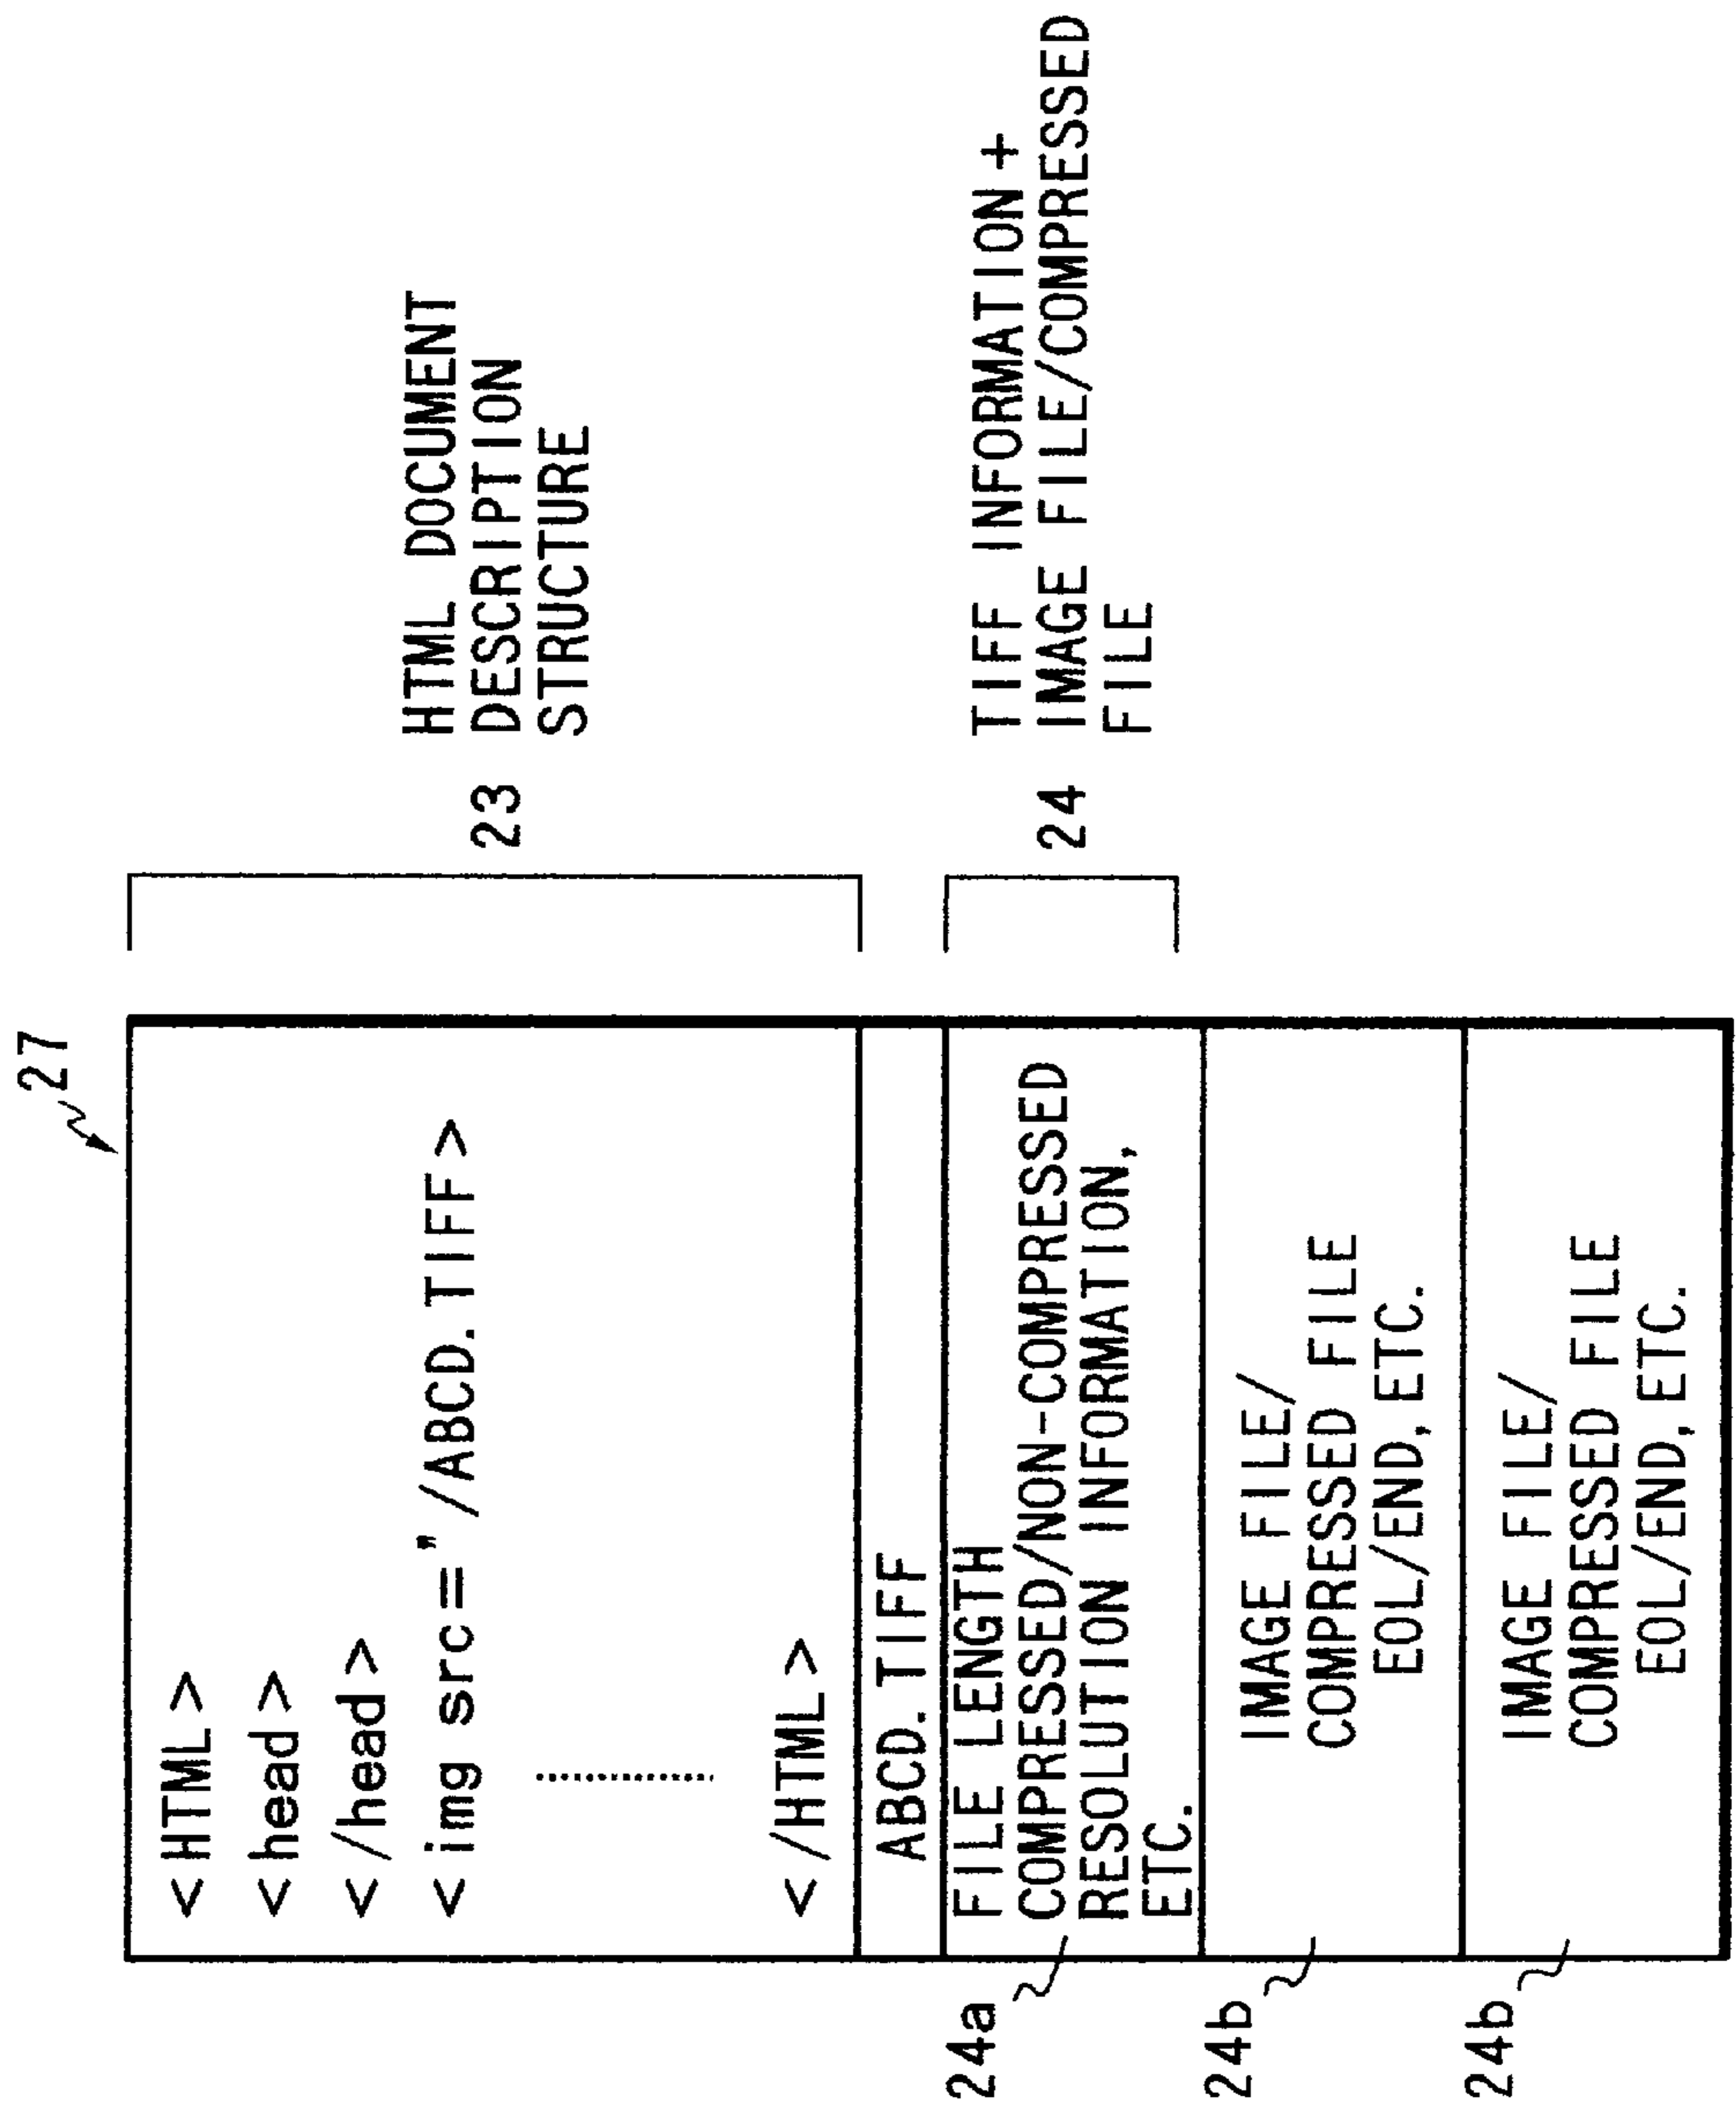 27
<HTML>
<head>
</head>
<img src="/ABCD.TIFF>
..................
</HTML>
23 HTML DOCUMENT
DESCRIPTION
STRUCTURE
ABCD.TIFF
24a
FILE LENGTH
COMPRESSED/NON-COMPRESSED
RESOLUTION INFORMATION,
ETC.
24 TIFF INFORMATION+
IMAGE FILE/COMPRESSED
FILE
24b
IMAGE FILE/
COMPRESSED FILE
EOL/END, ETC.
24b
IMAGE FILE/
COMPRESSED FILE
EOL/END, ETC.